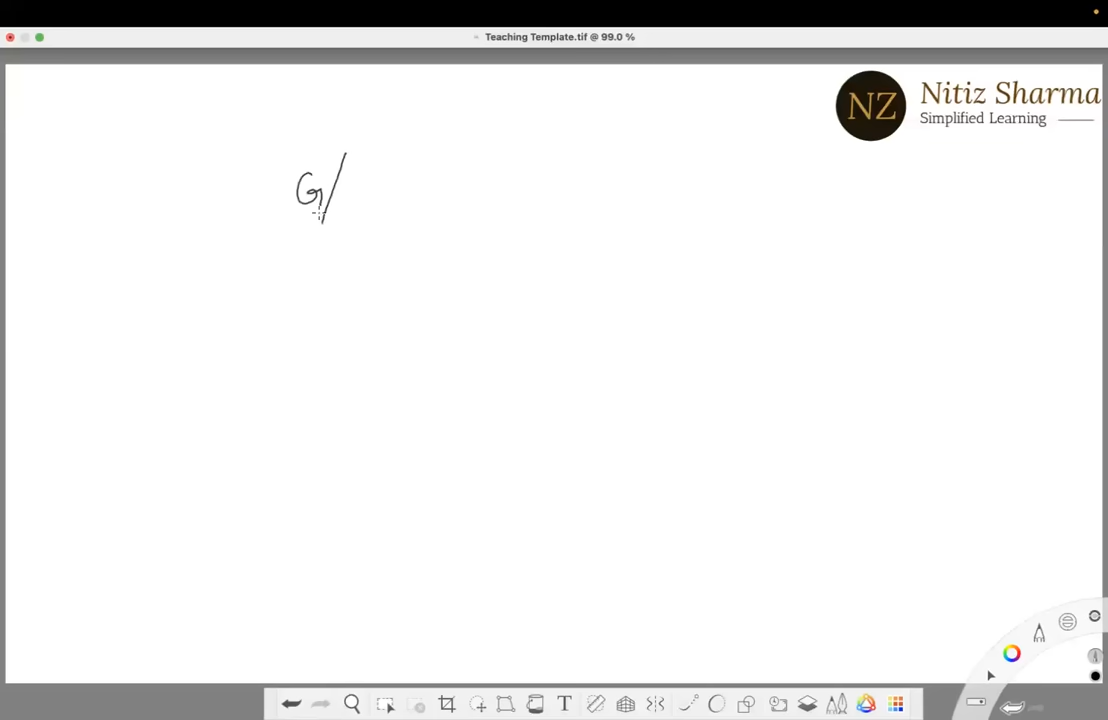 Teaching Template.tif @ 99.0 %
NZ
Nitiz Sharma
Simplified Learning
G/
T